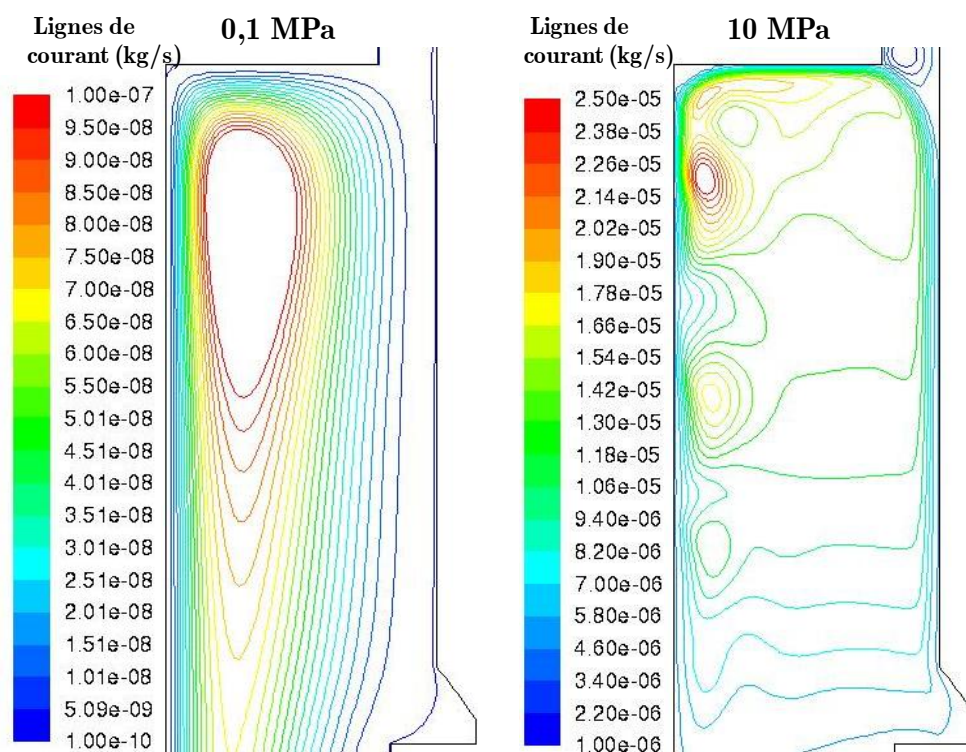 Lignes de
courant (kg/s)
0,1 MPa
1.00e-07
9.50e-08
9.00e-08
8.50e-08
8.00e-08
7.50e-08
7.00e-08
6.50e-08
6.00e-08
5.50e-08
5.01e-08
4.51e-08
4.01e-08
3.51e-08
3.01e-08
2.51e-08
2.01e-08
1.51e-08
1.01e-08
5.09e-09
1.00e-10
Lignes de
courant (kg/s)
10 MPa
2.50e-05
2.38e-05
2.26e-05
2.14e-05
2.02e-05
1.90e-05
1.78e-05
1.66e-05
1.54e-05
1.42e-05
1.30e-05
1.18e-05
1.06e-05
9.40e-06
8.20e-06
7.00e-06
5.80e-06
4.60e-06
3.40e-06
2.20e-06
1.00e-06